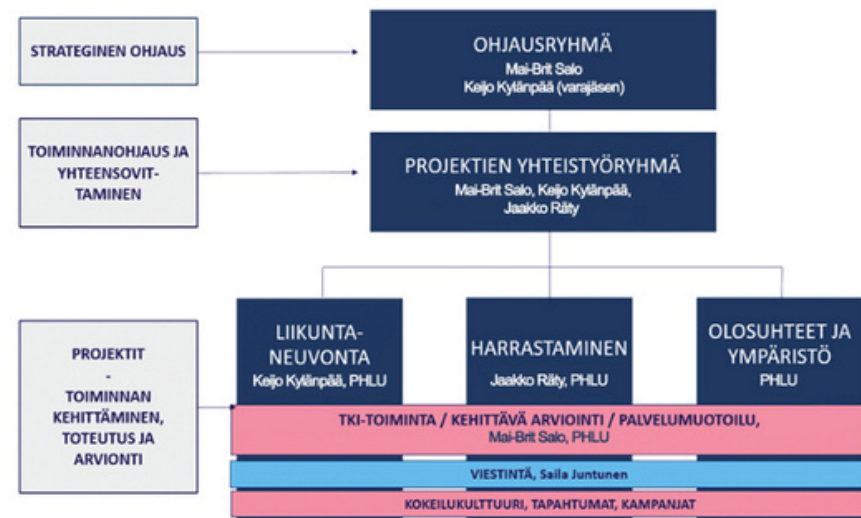 STRATEGINEN OHJAUS
OHJAUSRYHMÄ
Mai-Brit Salo
Keijo Kylänpää (varajäsen)
TOIMINNANOHJAUS JA
YHTEENSOVIT-
TAMINEN
PROJEKTIEN YHTEISTYÖRYHMÄ
Mai-Brit Salo, Keijo Kylänpää,
Jaakko Räty
PROJEKTIT
-
TOIMINNAN
KEHITTÄMINEN,
TOTEUTUS JA
ARVIONTI
LIIKUNTA-
NEUVONTA
Keijo Kylänpää, PHLU
HARRASTAMINEN
Jaakko Räty, PHLU
OLOSUHTEET JA
YMPÄRISTÖ
PHLU
TKI-TOIMINTA / KEHITTÄVÄ ARVIOINTI / PALVELUMUOTOILU,
Mai-Brit Salo, PHLU
VIESTINTÄ, Saila Juntunen
KOKEILUKULTTUURI, TAPAHTUMAT, KAMPANJAT